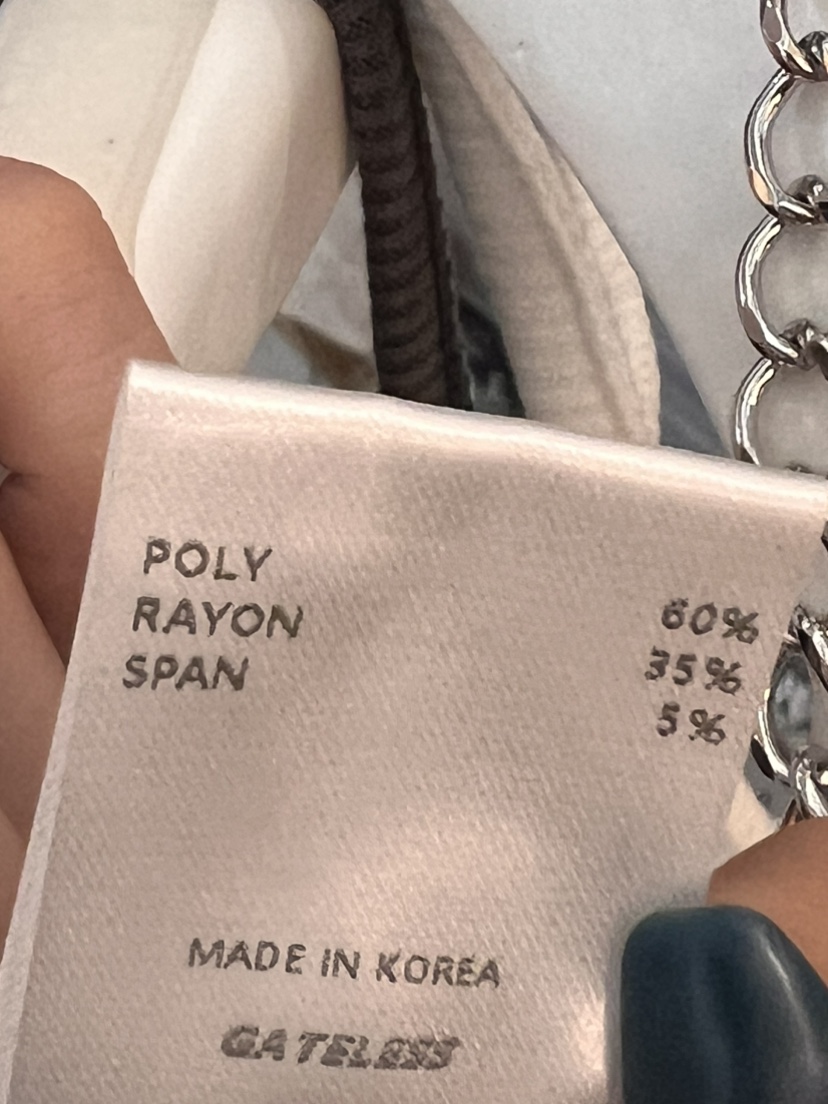 POLY 60%
RAYON 35%
SPAN 5%
MADE IN KOREA
GATELESS